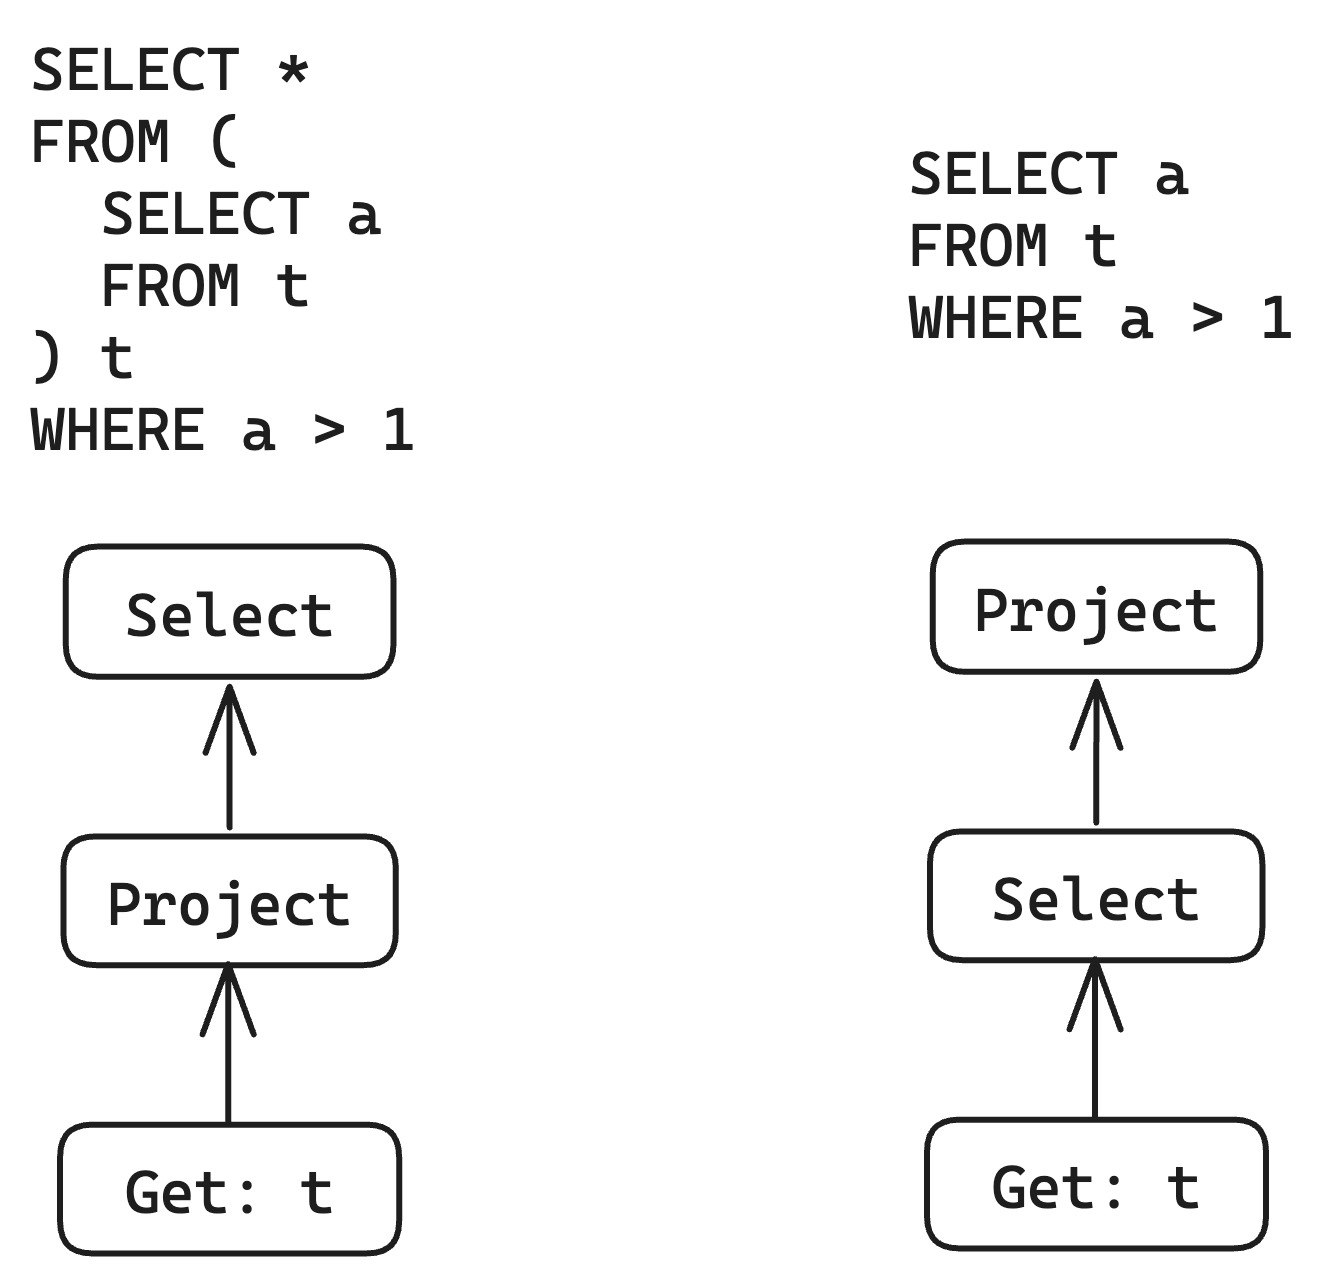 SELECT *
FROM (
  SELECT a
  FROM t
) t
WHERE a > 1
SELECT a
FROM t
WHERE a > 1
Select
Project
Get: t
Project
Select
Get: t